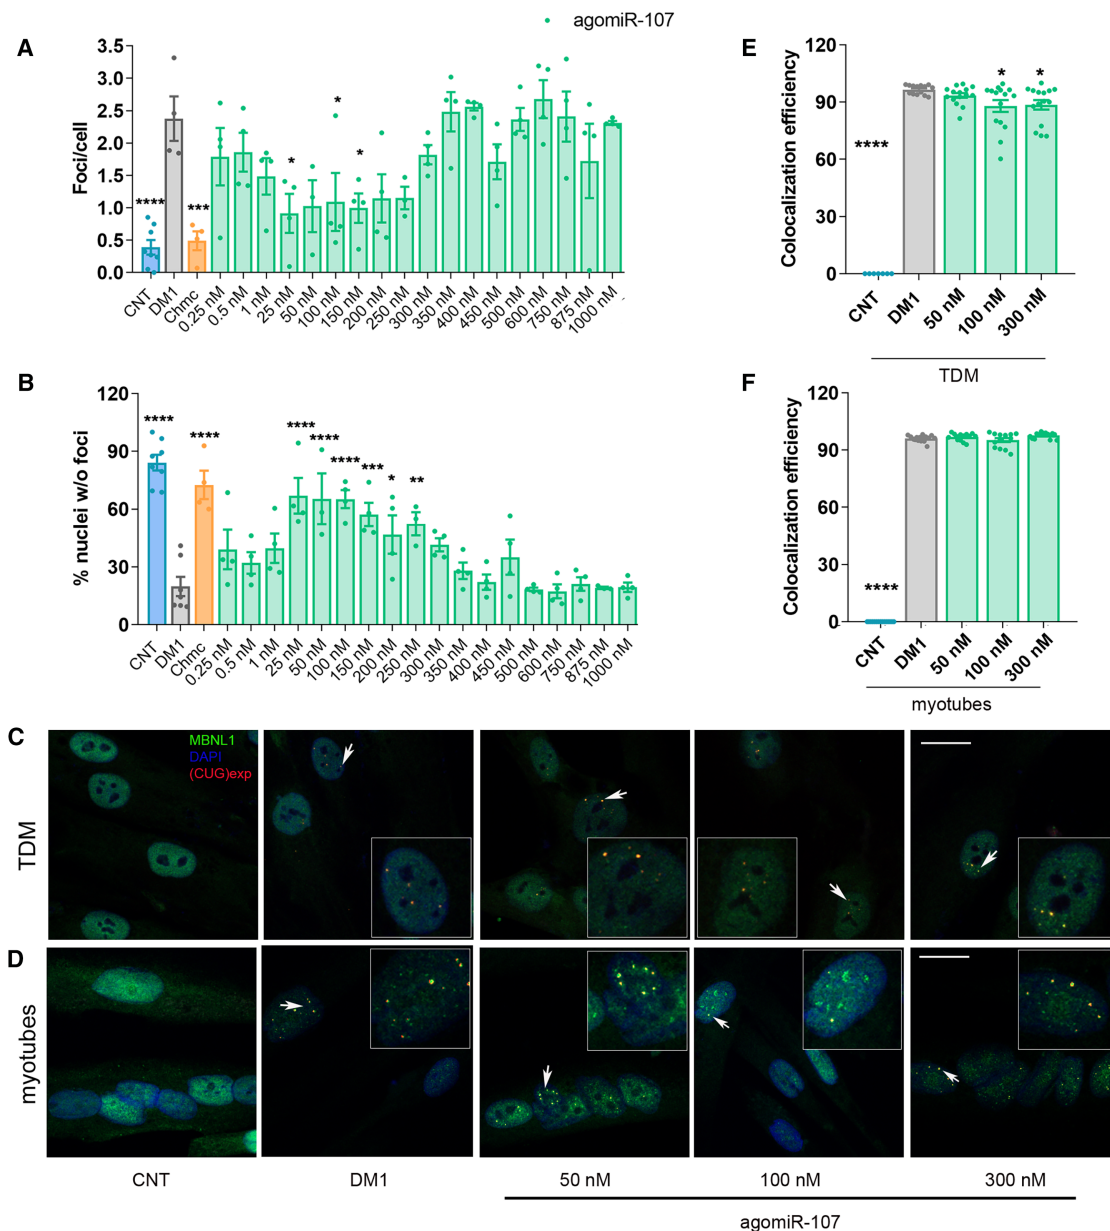 agomiR-107
A
Foci/cell
3.5
3.0
2.5
2.0
1.5
1.0
0.5
0.0
****
***
*
*
*
CNT
DM1
Chmc
0.25 nM
0.5 nM
1 nM
25 nM
50 nM
100 nM
150 nM
200 nM
250 nM
300 nM
350 nM
400 nM
450 nM
500 nM
600 nM
750 nM
875 nM
1000 nM
E
Colocalization efficiency
120
90
60
30
0
****
*
*
CNT
DM1
50 nM
100 nM
300 nM
TDM
B
% nuclei w/o foci
120
90
60
30
0
****
****
****
****
****
***
*
**
CNT
DM1
Chmc
0.25 nM
0.5 nM
1 nM
25 nM
50 nM
100 nM
150 nM
200 nM
250 nM
300 nM
350 nM
400 nM
450 nM
500 nM
600 nM
750 nM
875 nM
1000 nM
F
Colocalization efficiency
120
90
60
30
0
****
CNT
DM1
50 nM
100 nM
300 nM
myotubes
C
TDM
MBNL1
DAPI
(CUG)exp
D
myotubes
CNT
DM1
50 nM
100 nM
300 nM
agomiR-107